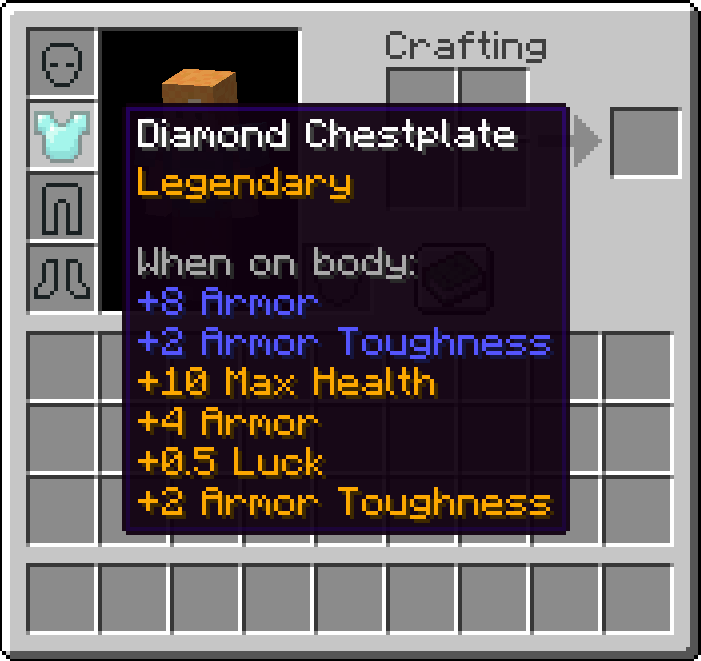 Crafting
Diamond Chestplate
Legendary
When on body:
+8 Armor
+2 Armor Toughness
+10 Max Health
+4 Armor
+0.5 Luck
+2 Armor Toughness